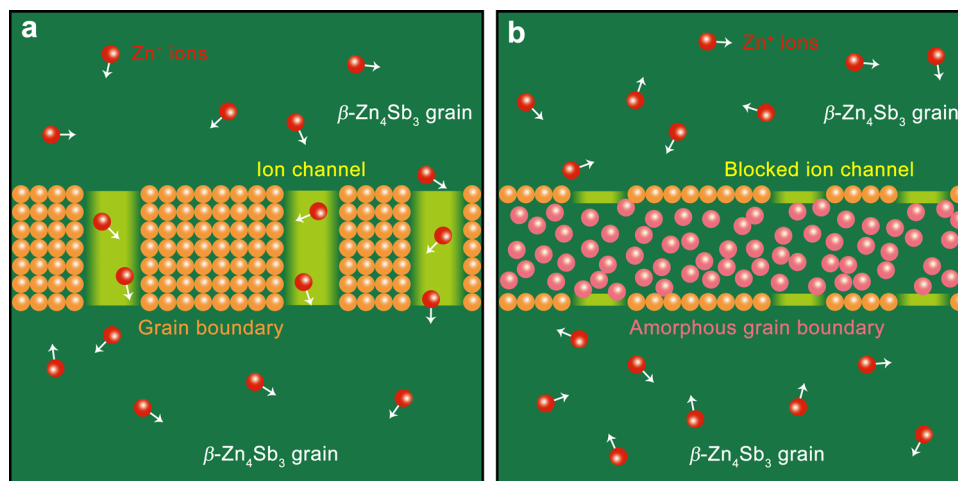 a
Zn⁻ ions
β-Zn₄Sb₃ grain
Ion channel
Grain boundary
β-Zn₄Sb₃ grain
b
Zn⁺ ions
β-Zn₄Sb₃ grain
Blocked ion channel
Amorphous grain boundary
β-Zn₄Sb₃ grain